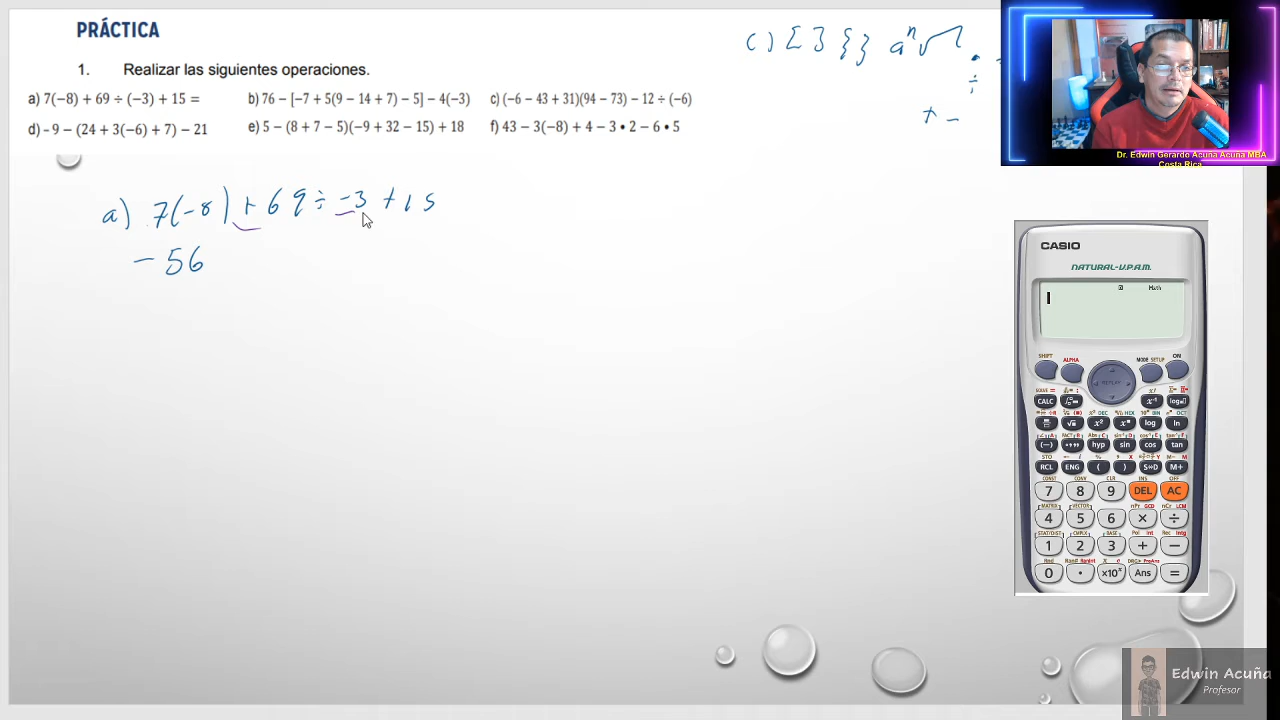 PRÁCTICA
1. Realizar las siguientes operaciones.
a) 7(−8) + 69 ÷ (−3) + 15 = b) 76 − [−7 + 5(9 − 14 + 7) − 5] − 4(−3) c) (−6 − 43 + 31)(94 − 73) − 12 ÷ (−6)
d) − 9 − (24 + 3(−6) + 7) − 21 e) 5 − (8 + 7 − 5)(−9 + 32 − 15) + 18 f) 43 − 3(−8) + 4 − 3 • 2 − 6 • 5
( ) [ ] { } aⁿ √ •
÷
+ −
Dr. Edwin Gerardo Acuña Acuña MBA
Costa Rica
a) 7(−8) + 69 ÷ −3 + 15
−56
CASIO
NATURAL-V.P.A.M.
Math
SHIFT ALPHA MODE SETUP ON
REPLAY
CALC x⁻¹
x² log ln
(−) hyp sin cos tan
RCL ENG ( ) S⇔D M+
7 8 9 DEL AC
4 5 6 × ÷
1 2 3 + −
0 • ×10ˣ Ans =
Edwin Acuña
Profesor